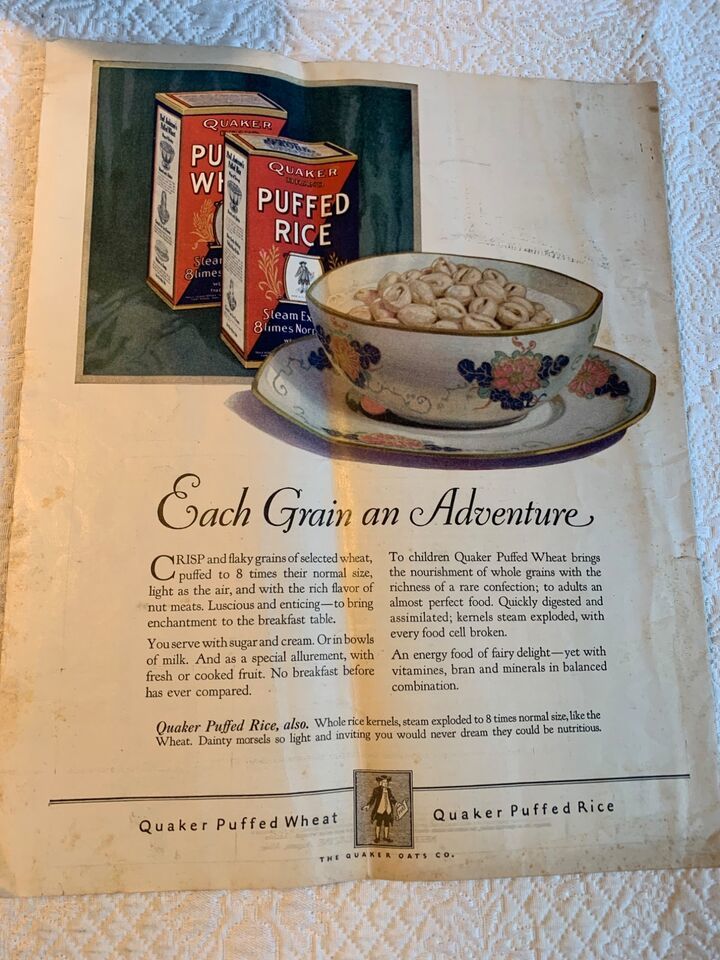 QUAKER
PU
WH
Steam
8 times
QUAKER
BRAND
PUFFED
RICE
Steam Ex
8 times Nor
Each Grain an Adventure
CRISP and flaky grains of selected wheat,
puffed to 8 times their normal size,
light as the air, and with the rich flavor of
nut meats. Luscious and enticing—to bring
enchantment to the breakfast table.
You serve with sugar and cream. Or in bowls
of milk. And as a special allurement, with
fresh or cooked fruit. No breakfast before
has ever compared.
To children Quaker Puffed Wheat brings
the nourishment of whole grains with the
richness of a rare confection; to adults an
almost perfect food. Quickly digested and
assimilated; kernels steam exploded, with
every food cell broken.
An energy food of fairy delight—yet with
vitamines, bran and minerals in balanced
combination.
Quaker Puffed Rice, also. Whole rice kernels, steam exploded to 8 times normal size, like the
Wheat. Dainty morsels so light and inviting you would never dream they could be nutritious.
Quaker Puffed Wheat
Quaker Puffed Rice
THE QUAKER OATS CO.